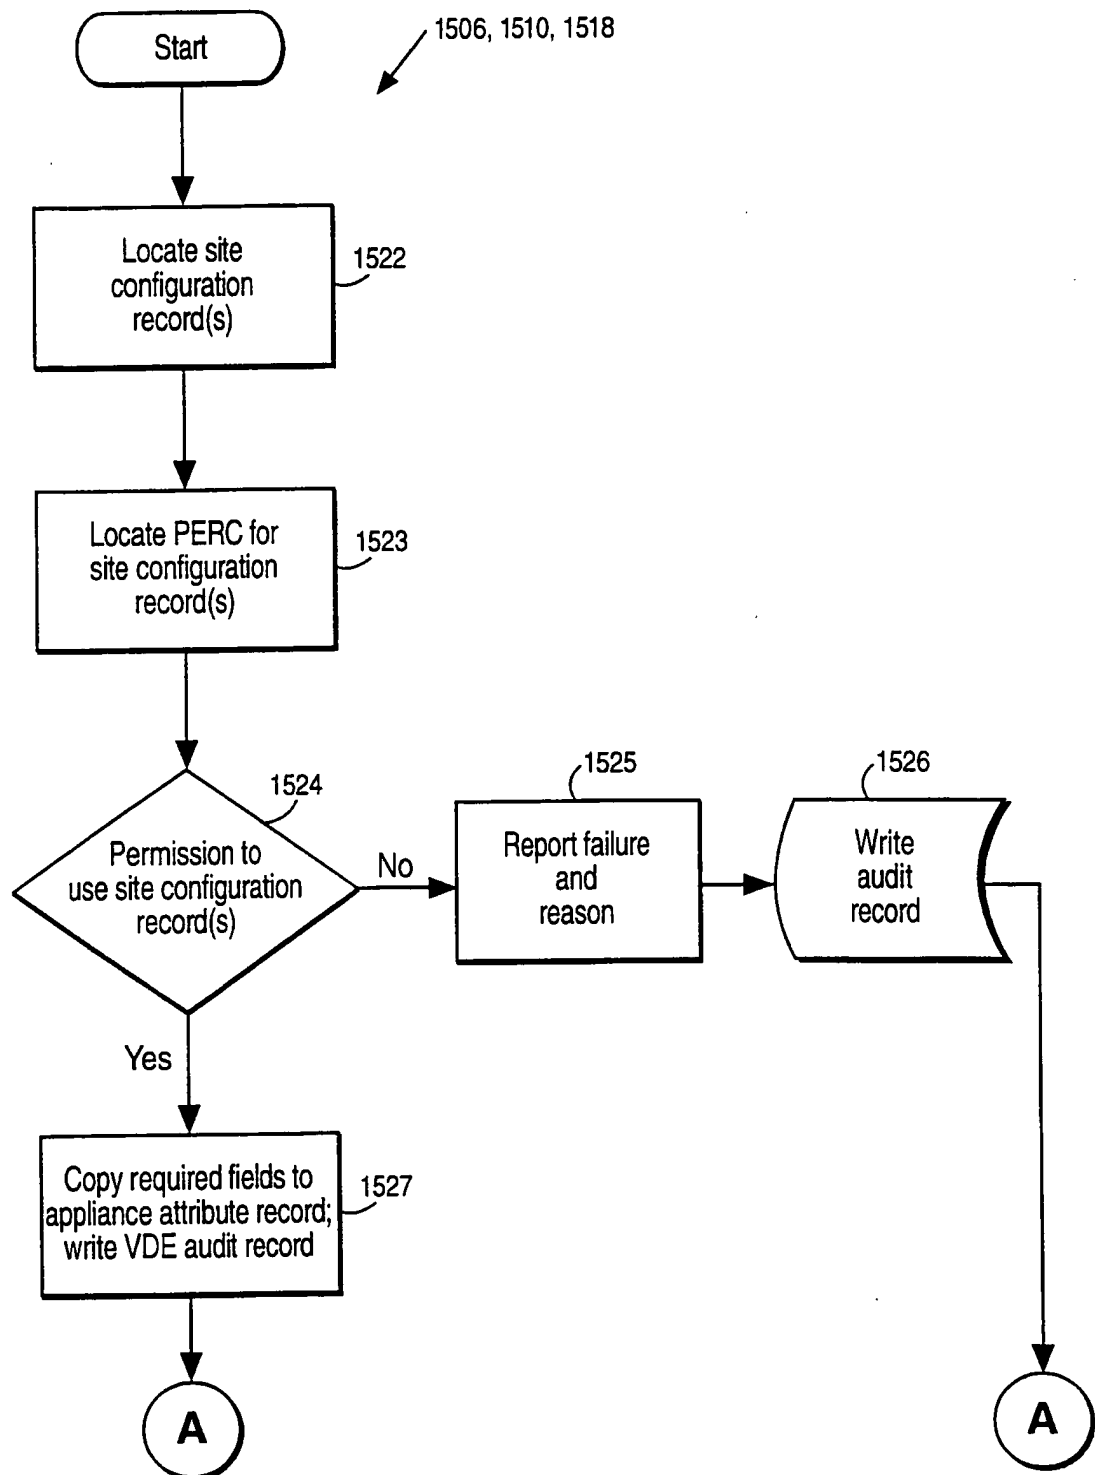 Start
1506, 1510, 1518
Locate site
configuration
record(s)
1522
Locate PERC for
site configuration
record(s)
1523
1524
Permission to
use site configuration
record(s)
No
1525
Report failure
and
reason
1526
Write
audit
record
Yes
Copy required fields to
appliance attribute record;
write VDE audit record
1527
A
A